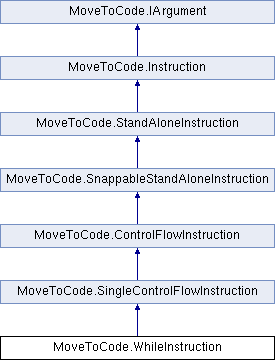 MoveToCode.IArgument
MoveToCode.Instruction
MoveToCode.StandAloneInstruction
MoveToCode.SnappableStandAloneInstruction
MoveToCode.ControlFlowInstruction
MoveToCode.SingleControlFlowInstruction
MoveToCode.WhileInstruction